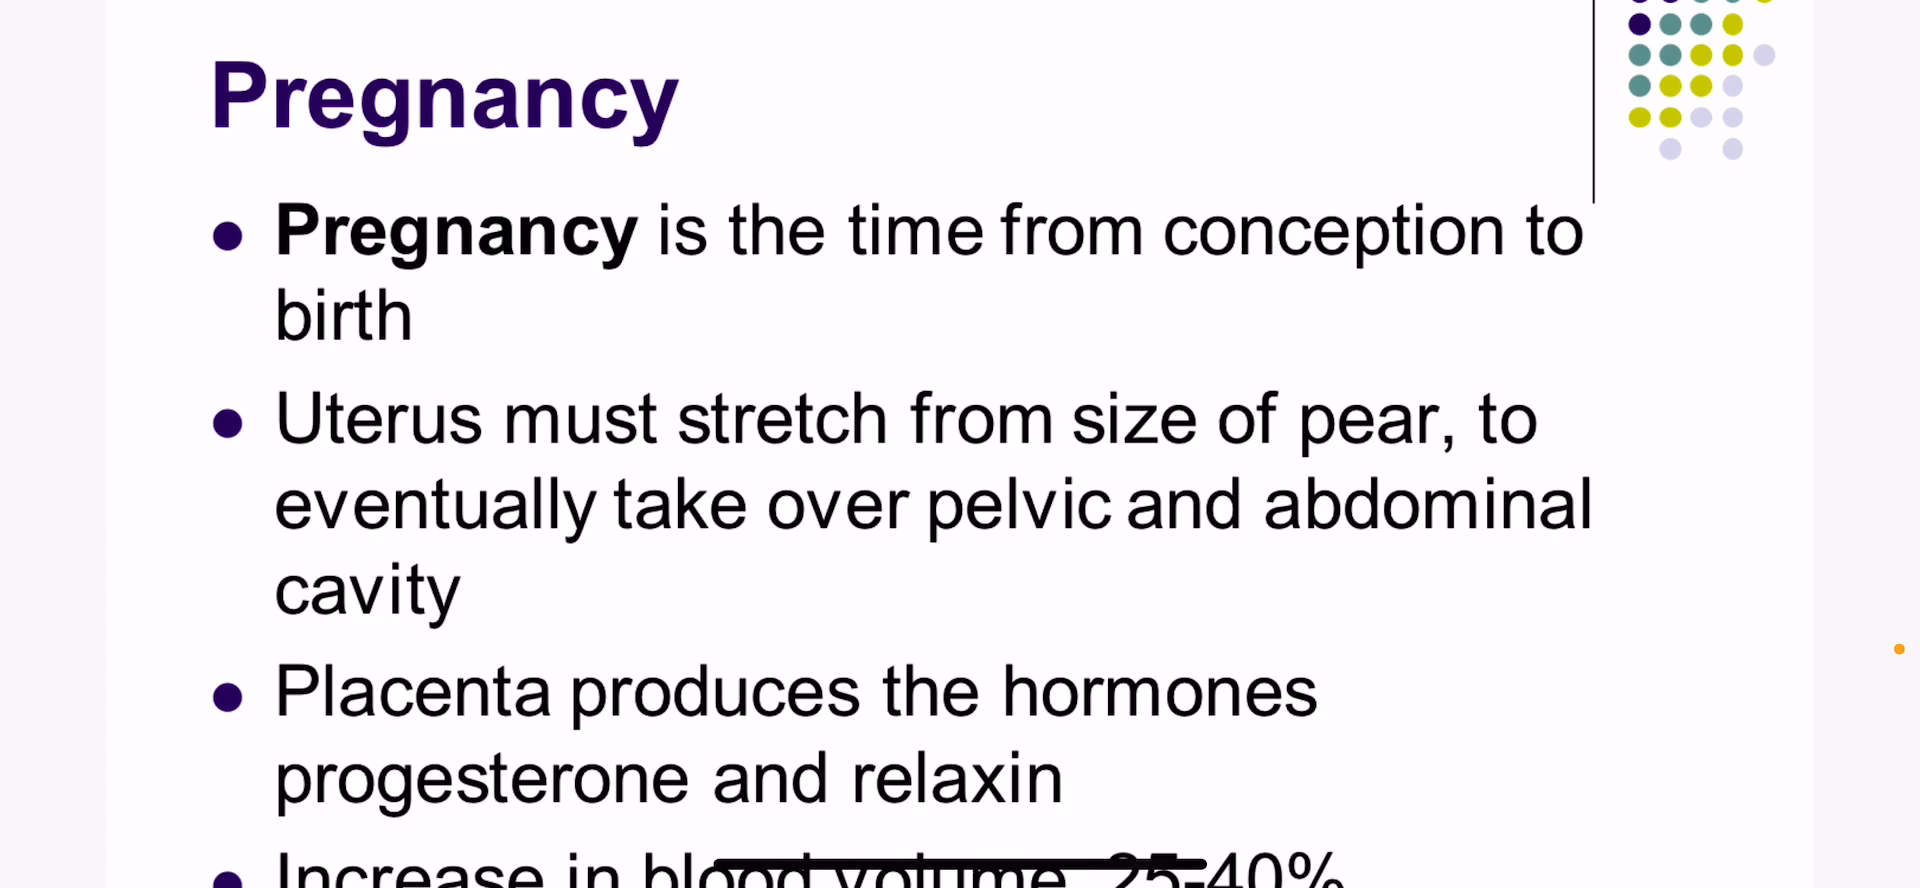 Pregnancy
Pregnancy is the time from conception to
birth
Uterus must stretch from size of pear, to
eventually take over pelvic and abdominal
cavity
Placenta produces the hormones
progesterone and relaxin
Increase in blood volume 25-40%